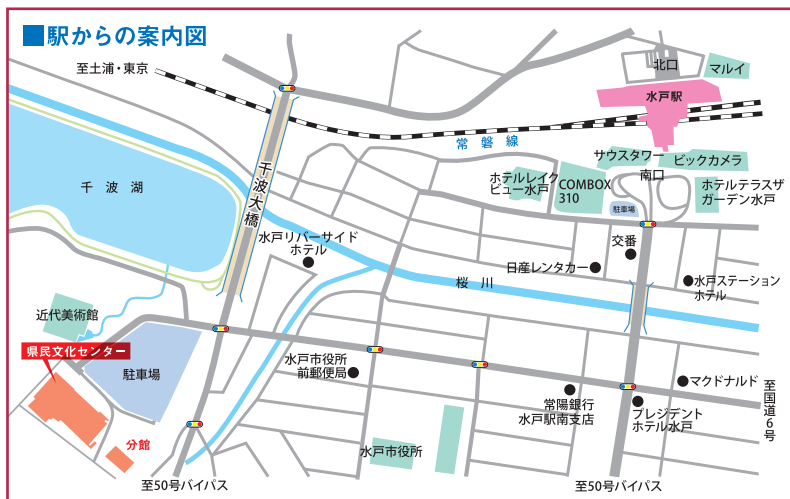 ■駅からの案内図
至土浦・東京
北口
マルイ
水戸駅
常磐線
サウスタワー
ビックカメラ
南口
ホテルレイク
ビュー水戸
COMBOX
310
ホテルテラスザ
ガーデン水戸
駐車場
千波湖
千波大橋
水戸リバーサイド
ホテル
交番
日産レンタカー
桜川
水戸ステーション
ホテル
近代美術館
県民文化センター
駐車場
水戸市役所
前郵便局
マクドナルド
常陽銀行
水戸駅南支店
プレジデント
ホテル水戸
至国道6号
分館
水戸市役所
至50号バイパス
至50号バイパス